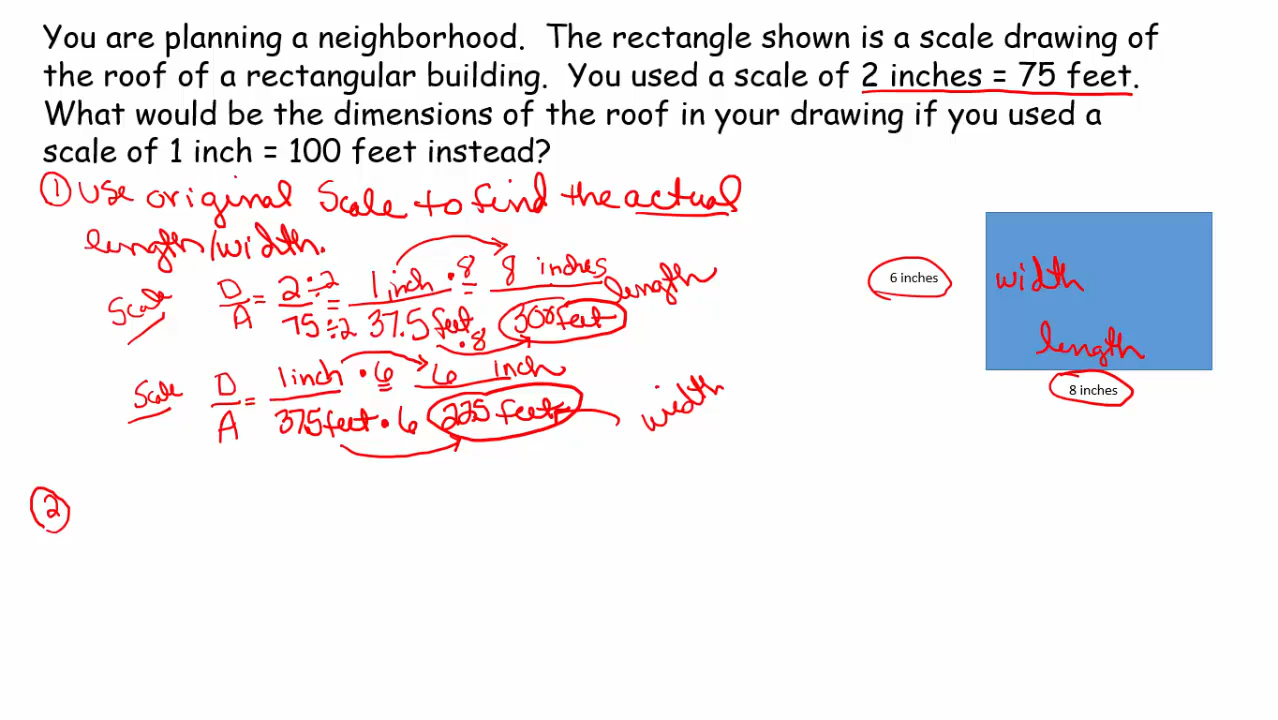 You are planning a neighborhood. The rectangle shown is a scale drawing of
the roof of a rectangular building. You used a scale of 2 inches = 75 feet.
What would be the dimensions of the roof in your drawing if you used a
scale of 1 inch = 100 feet instead?
① Use original Scale to find the actual
length/width.
Scale D/A = 2 ÷2 / 75 ÷2 = 1 inch · 8 / 37.5 feet · 8 = 8 inches / 300 feet length
Scale D/A = 1 inch · 6 / 37.5 feet · 6 6 inch / 225 feet width
②
6 inches
width
length
8 inches